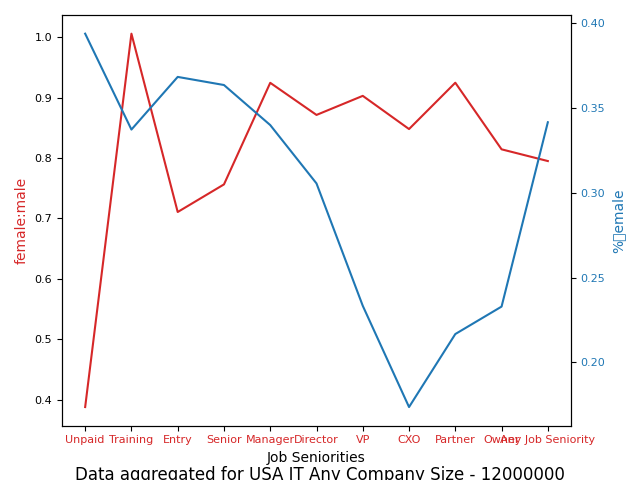 1.0
0.9
0.8
0.7
0.6
0.5
0.4
female:male
0.40
0.35
0.30
0.25
0.20
%▯emale
Unpaid Training Entry Senior Manager Director VP CXO Partner Owner Any Job Seniority
Job Seniorities
Data aggregated for USA IT Any Company Size - 12000000